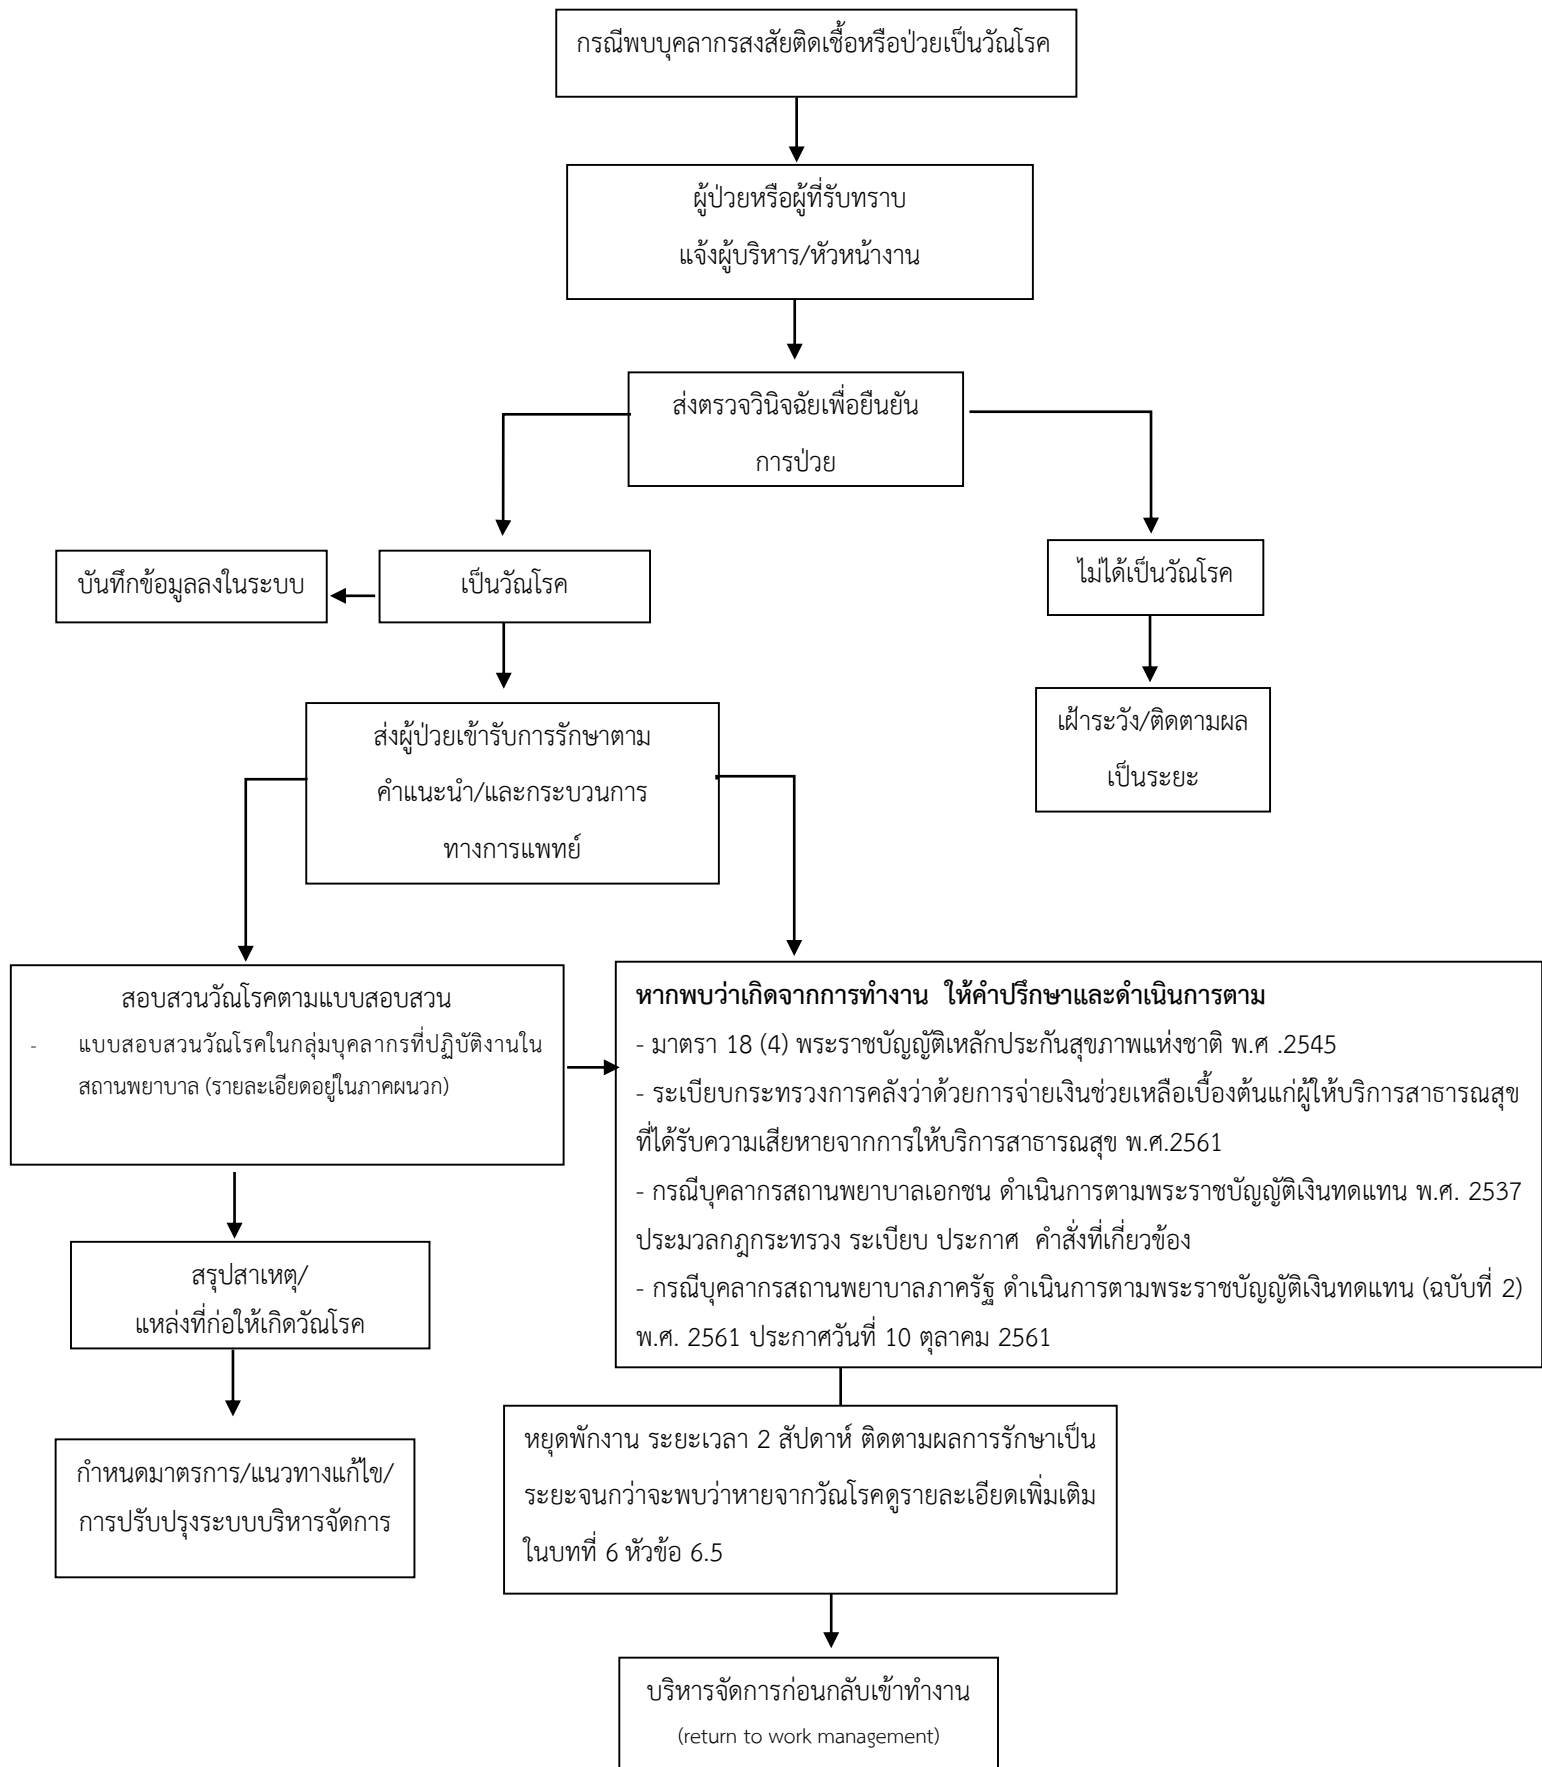 กรณีพบบุคลากรสงสัยติดเชื้อหรือป่วยเป็นวัณโรค
ผู้ป่วยหรือผู้ที่รับทราบ
แจ้งผู้บริหาร/หัวหน้างาน
ส่งตรวจวินิจฉัยเพื่อยืนยัน
การป่วย
บันทึกข้อมูลลงในระบบ
เป็นวัณโรค
ไม่ได้เป็นวัณโรค
ส่งผู้ป่วยเข้ารับการรักษาตาม
คำแนะนำ/และกระบวนการ
ทางการแพทย์
เฝ้าระวัง/ติดตามผล
เป็นระยะ
สอบสวนวัณโรคตามแบบสอบสวน
- แบบสอบสวนวัณโรคในกลุ่มบุคลากรที่ปฏิบัติงานใน
สถานพยาบาล (รายละเอียดอยู่ในภาคผนวก)
หากพบว่าเกิดจากการทำงาน ให้คำปรึกษาและดำเนินการตาม
- มาตรา 18 (4) พระราชบัญญัติเหลักประกันสุขภาพแห่งชาติ พ.ศ .2545
- ระเบียบกระทรวงการคลังว่าด้วยการจ่ายเงินช่วยเหลือเบื้องต้นแก่ผู้ให้บริการสาธารณสุข
ที่ได้รับความเสียหายจากการให้บริการสาธารณสุข พ.ศ.2561
- กรณีบุคลากรสถานพยาบาลเอกชน ดำเนินการตามพระราชบัญญัติเงินทดแทน พ.ศ. 2537
ประมวลกฎกระทรวง ระเบียบ ประกาศ คำสั่งที่เกี่ยวข้อง
- กรณีบุคลากรสถานพยาบาลภาครัฐ ดำเนินการตามพระราชบัญญัติเงินทดแทน (ฉบับที่ 2)
พ.ศ. 2561 ประกาศวันที่ 10 ตุลาคม 2561
สรุปสาเหตุ/
แหล่งที่ก่อให้เกิดวัณโรค
กำหนดมาตรการ/แนวทางแก้ไข/
การปรับปรุงระบบบริหารจัดการ
หยุดพักงาน ระยะเวลา 2 สัปดาห์ ติดตามผลการรักษาเป็น
ระยะจนกว่าจะพบว่าหายจากวัณโรคดูรายละเอียดเพิ่มเติม
ในบทที่ 6 หัวข้อ 6.5
บริหารจัดการก่อนกลับเข้าทำงาน
(return to work management)